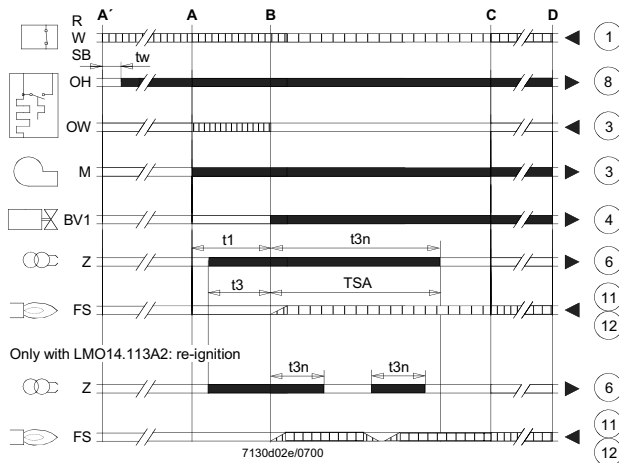 A´ A B C D
R
W 1
SB tw
OH 8
OW 3
M 3
BV1 4
t1 t3n
Z 6
t3 TSA
FS 11
12
Only with LMO14.113A2: re-ignition
t3n t3n
Z 6
FS 11
12
7130d02e/0700